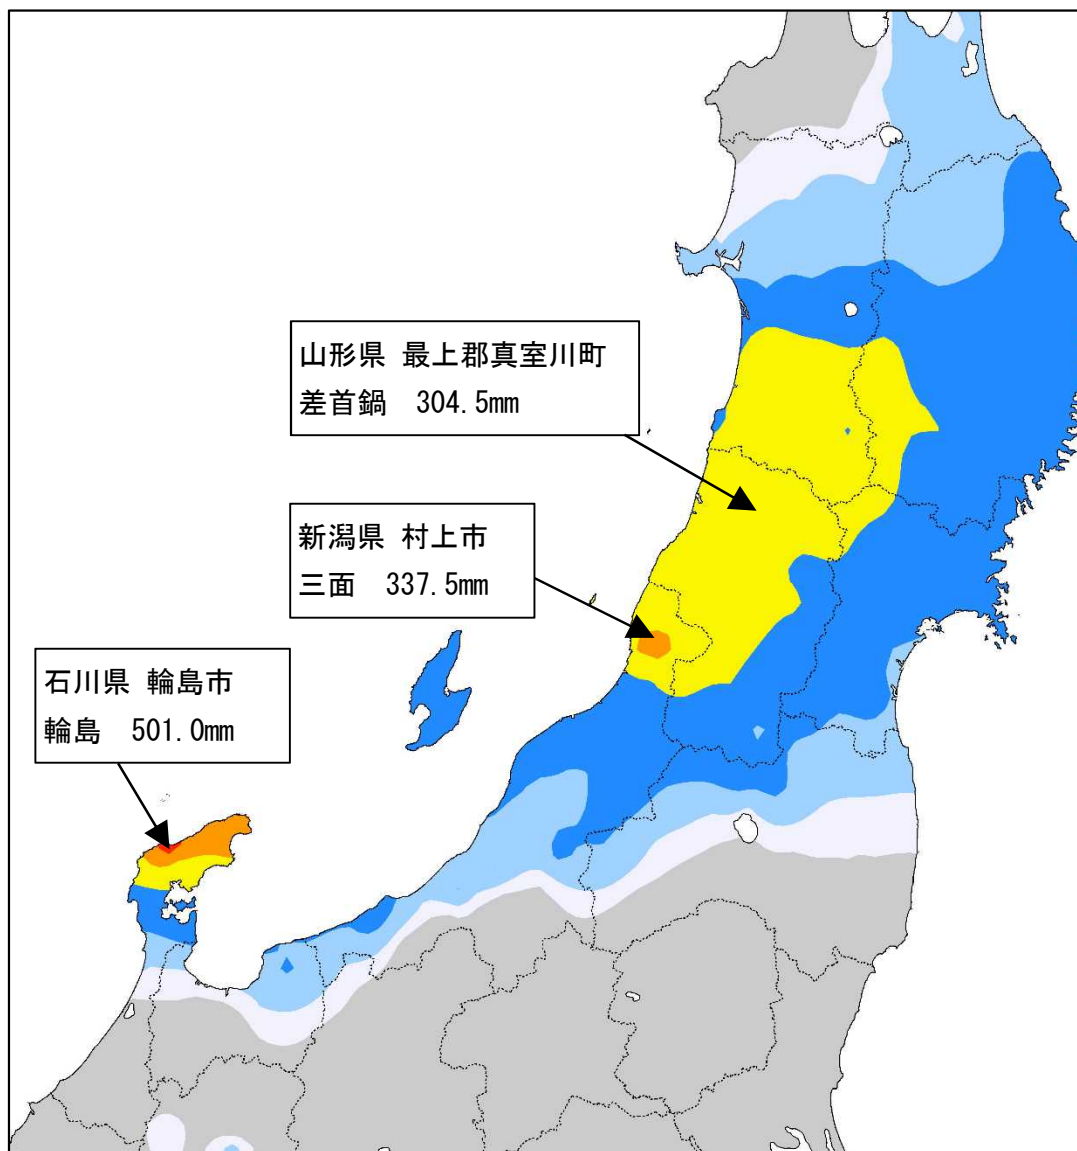 山形県 最上郡真室川町
差首鍋 304.5mm
新潟県 村上市
三面 337.5mm
石川県 輪島市
輪島 501.0mm